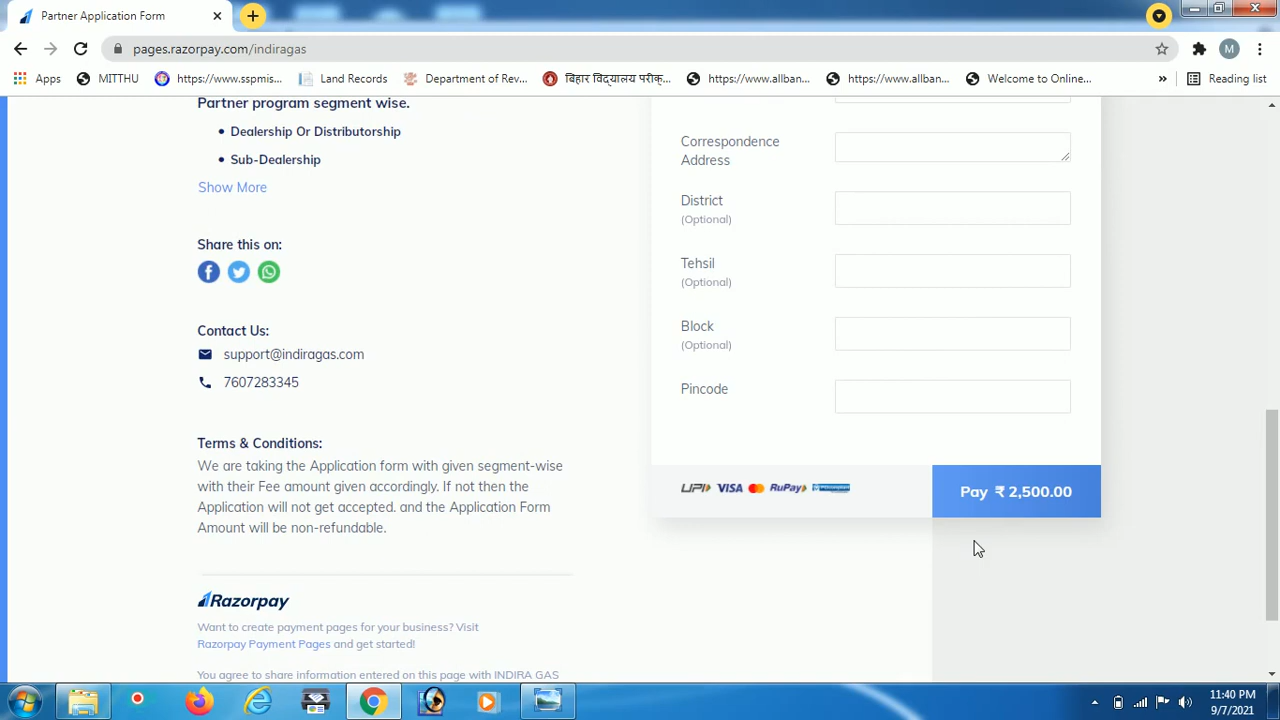 Partner Application Form
pages.razorpay.com/indiragas
M
Apps
MITTHU
https://www.sspmis...
Land Records
Department of Rev...
बिहार विद्यालय परीक्...
https://www.allban...
https://www.allban...
Welcome to Online...
»
Reading list
Partner program segment wise.
• Dealership Or Distributorship
• Sub-Dealership
Show More
Share this on:
Contact Us:
support@indiragas.com
7607283345
Terms & Conditions:
We are taking the Application form with given segment-wise
with their Fee amount given accordingly. If not then the
Application will not get accepted. and the Application Form
Amount will be non-refundable.
Razorpay
Want to create payment pages for your business? Visit
Razorpay Payment Pages and get started!
You agree to share information entered on this page with INDIRA GAS
Correspondence
Address
District
(Optional)
Tehsil
(Optional)
Block
(Optional)
Pincode
UPI VISA RuPay
Pay ₹ 2,500.00
11:40 PM
9/7/2021